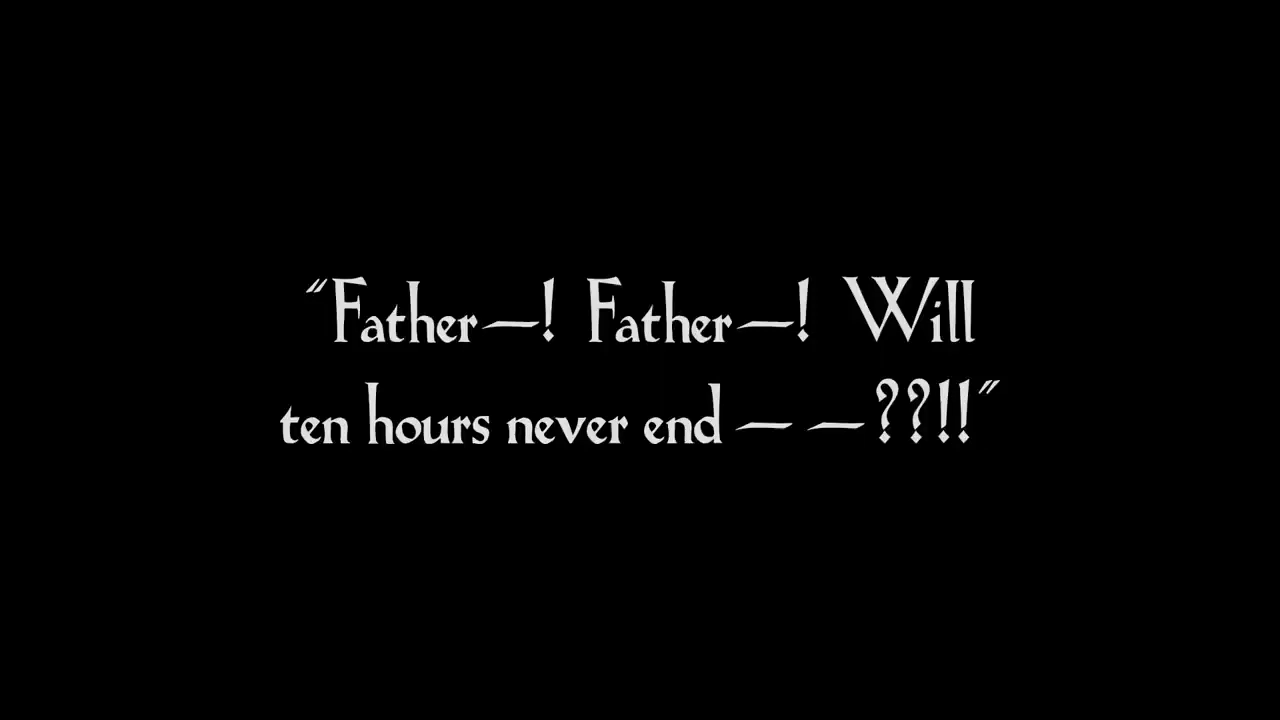 "Father—! Father—! Will
ten hours never end — —??!!"